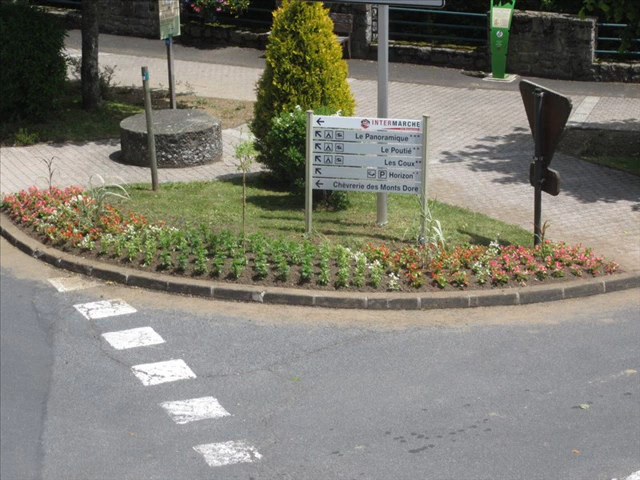 INTERMARCHE
Le Panoramique ***
Le Poutié **
Les Coux **
P Horizon *
Chèvrerie des Monts Dore